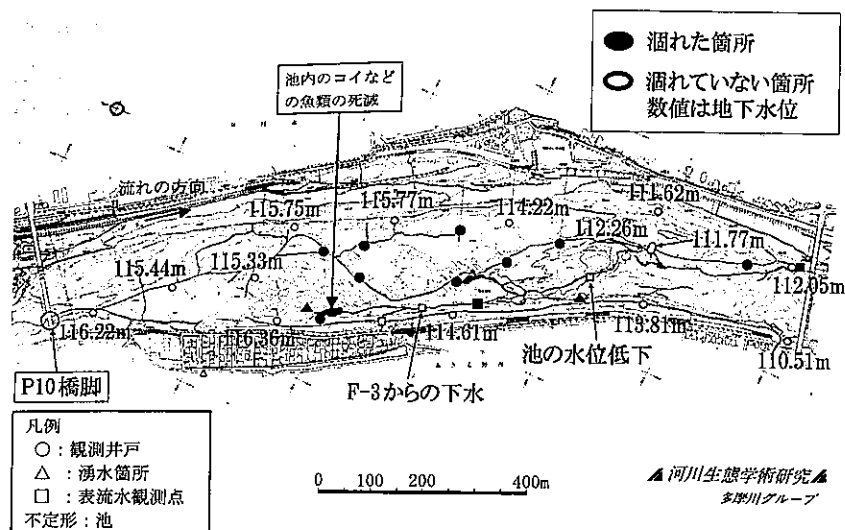 ● 涸れた箇所
○ 涸れていない箇所
数値は地下水位
池内のコイなど
の魚類の死滅
流れの方向
115.75m
115.77m
114.22m
111.62m
112.26m
111.77m
115.44m
115.33m
112.05m
116.22m
116.36m
114.61m
113.81m
110.51m
池の水位低下
F-3からの下水
P10橋脚
凡例
○：観測井戸
△：湧水箇所
□：表流水観測点
不定形：池
0 100 200 400m
河川生態学術研究
多摩川グループ